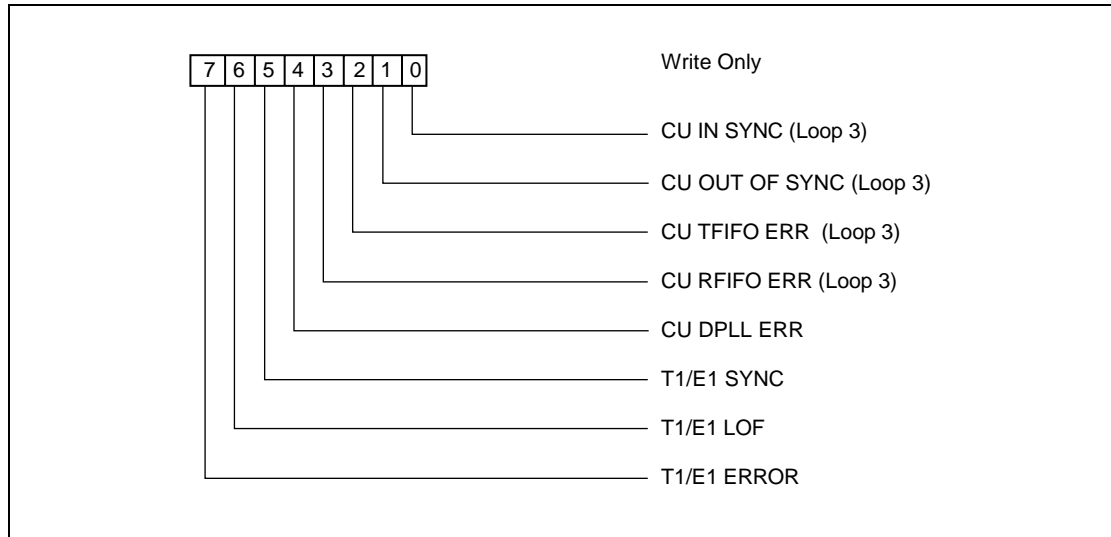 7 6 5 4 3 2 1 0 Write Only
CU IN SYNC (Loop 3)
CU OUT OF SYNC (Loop 3)
CU TFIFO ERR (Loop 3)
CU RFIFO ERR (Loop 3)
CU DPLL ERR
T1/E1 SYNC
T1/E1 LOF
T1/E1 ERROR